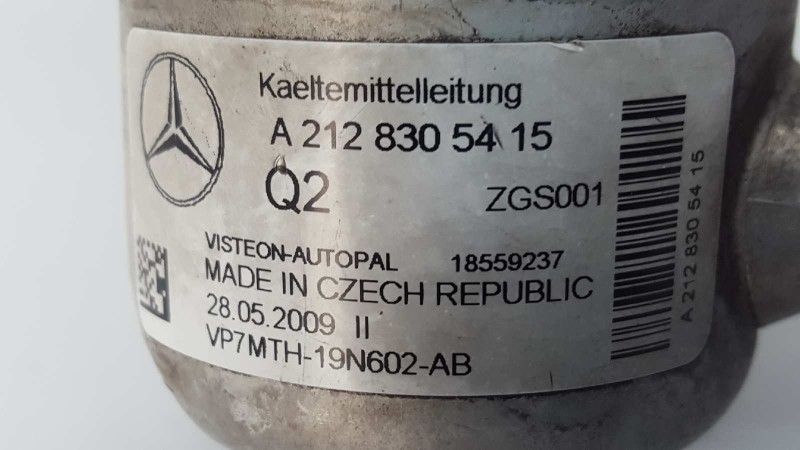 Kaeltemittelleitung
A 212 830 54 15
Q2
ZGS001
VISTEON-AUTOPAL 18559237
MADE IN CZECH REPUBLIC
28.05.2009 II
VP7MTH-19N602-AB
A 212 830 54 15